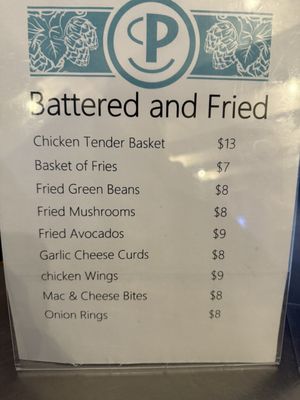 P
Battered and Fried
Chicken Tender Basket $13
Basket of Fries $7
Fried Green Beans $8
Fried Mushrooms $8
Fried Avocados $9
Garlic Cheese Curds $8
chicken Wings $9
Mac & Cheese Bites $8
Onion Rings $8